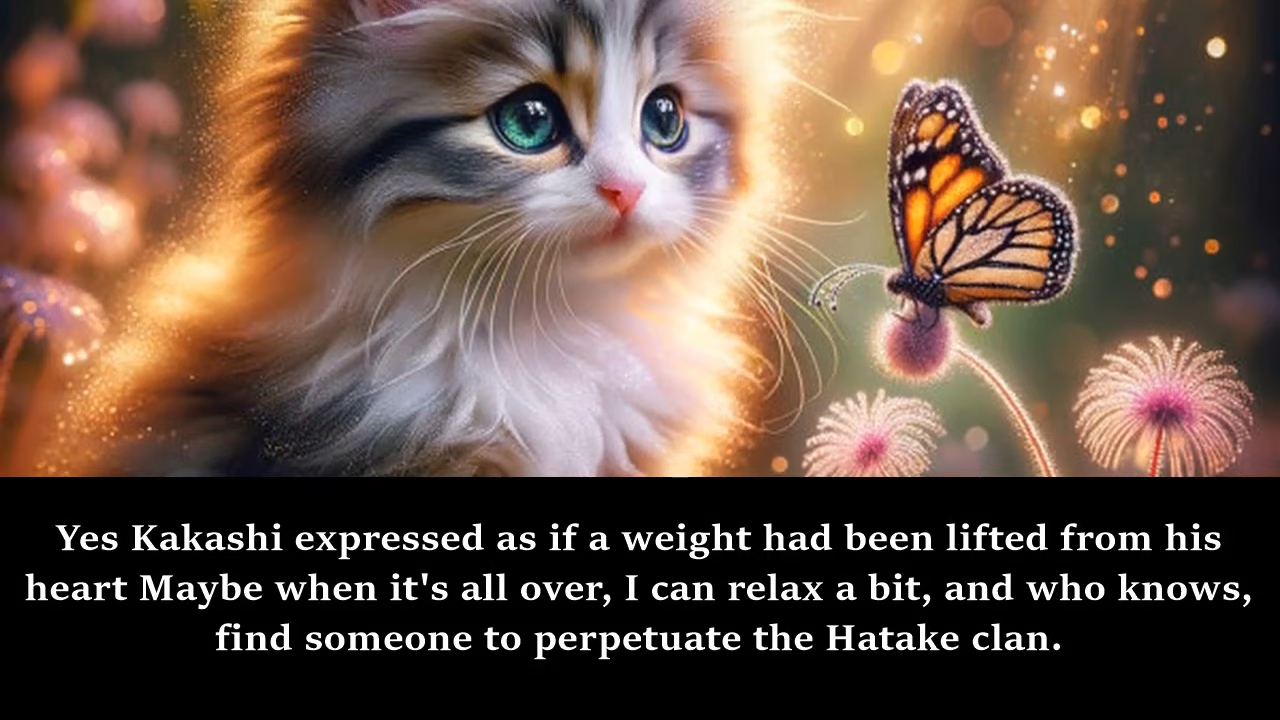 Yes Kakashi expressed as if a weight had been lifted from his
heart Maybe when it's all over, I can relax a bit, and who knows,
find someone to perpetuate the Hatake clan.